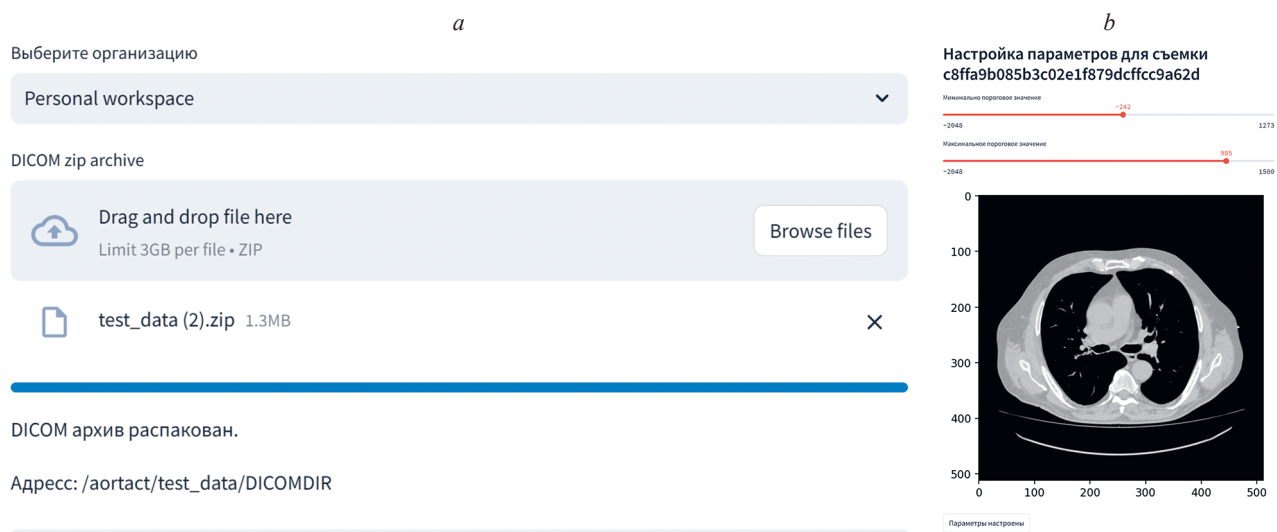 a
Выберите организацию
Personal workspace
DICOM zip archive
Drag and drop file here
Limit 3GB per file • ZIP
Browse files
test_data (2).zip 1.3MB
DICOM архив распакован.
Адресс: /aortact/test_data/DICOMDIR
b
Настройка параметров для съемки
c8ffa9b085b3c02e1f879dcffcc9a62d
Минимально пороговое значение
-242
-2048 1273
Максимальное пороговое значение
985
-2048 1500
0
100
200
300
400
500
0 100 200 300 400 500
Параметры настроены